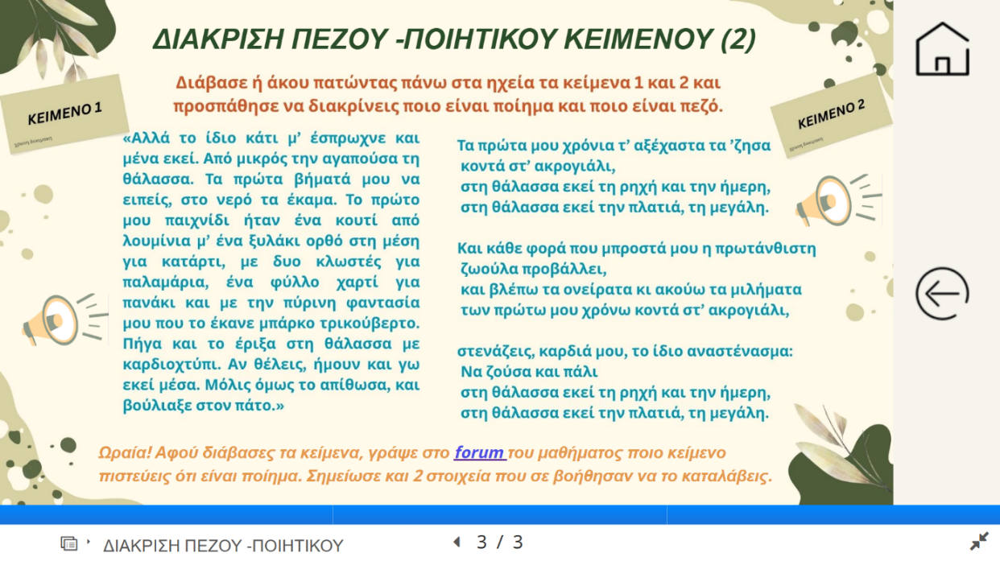 ΔΙΑΚΡΙΣΗ ΠΕΖΟΥ -ΠΟΙΗΤΙΚΟΥ ΚΕΙΜΕΝΟΥ (2)
Διάβασε ή άκου πατώντας πάνω στα ηχεία τα κείμενα 1 και 2 και
προσπάθησε να διακρίνεις ποιο είναι ποίημα και ποιο είναι πεζό.
ΚΕΙΜΕΝΟ 1
«Αλλά το ίδιο κάτι μ’ έσπρωχνε και
μένα εκεί. Από μικρός την αγαπούσα τη
θάλασσα. Τα πρώτα βήματά μου να
ειπείς, στο νερό τα έκαμα. Το πρώτο
μου παιχνίδι ήταν ένα κουτί από
λουμίνια μ’ ένα ξυλάκι ορθό στη μέση
για κατάρτι, με δυο κλωστές για
παλαμάρια, ένα φύλλο χαρτί για
πανάκι και με την πύρινη φαντασία
μου που το έκανε μπάρκο τρικούβερτο.
Πήγα και το έριξα στη θάλασσα με
καρδιοχτύπι. Αν θέλεις, ήμουν και γω
εκεί μέσα. Μόλις όμως το απίθωσα, και
βούλιαξε στον πάτο.»
ΚΕΙΜΕΝΟ 2
Τα πρώτα μου χρόνια τ’ αξέχαστα τα ’ζησα
κοντά στ’ ακρογιάλι,
στη θάλασσα εκεί τη ρηχή και την ήμερη,
στη θάλασσα εκεί την πλατιά, τη μεγάλη.
Και κάθε φορά που μπροστά μου η πρωτάνθιστη
ζωούλα προβάλλει,
και βλέπω τα ονείρατα κι ακούω τα μιλήματα
των πρώτω μου χρόνω κοντά στ’ ακρογιάλι,
στενάζεις, καρδιά μου, το ίδιο αναστένασμα:
Να ζούσα και πάλι
στη θάλασσα εκεί τη ρηχή και την ήμερη,
στη θάλασσα εκεί την πλατιά, τη μεγάλη.
Ωραία! Αφού διάβασες τα κείμενα, γράψε στο forum του μαθήματος ποιο κείμενο
πιστεύεις ότι είναι ποίημα. Σημείωσε και 2 στοιχεία που σε βοήθησαν να το καταλάβεις.
ΔΙΑΚΡΙΣΗ ΠΕΖΟΥ -ΠΟΙΗΤΙΚΟΥ
3 / 3